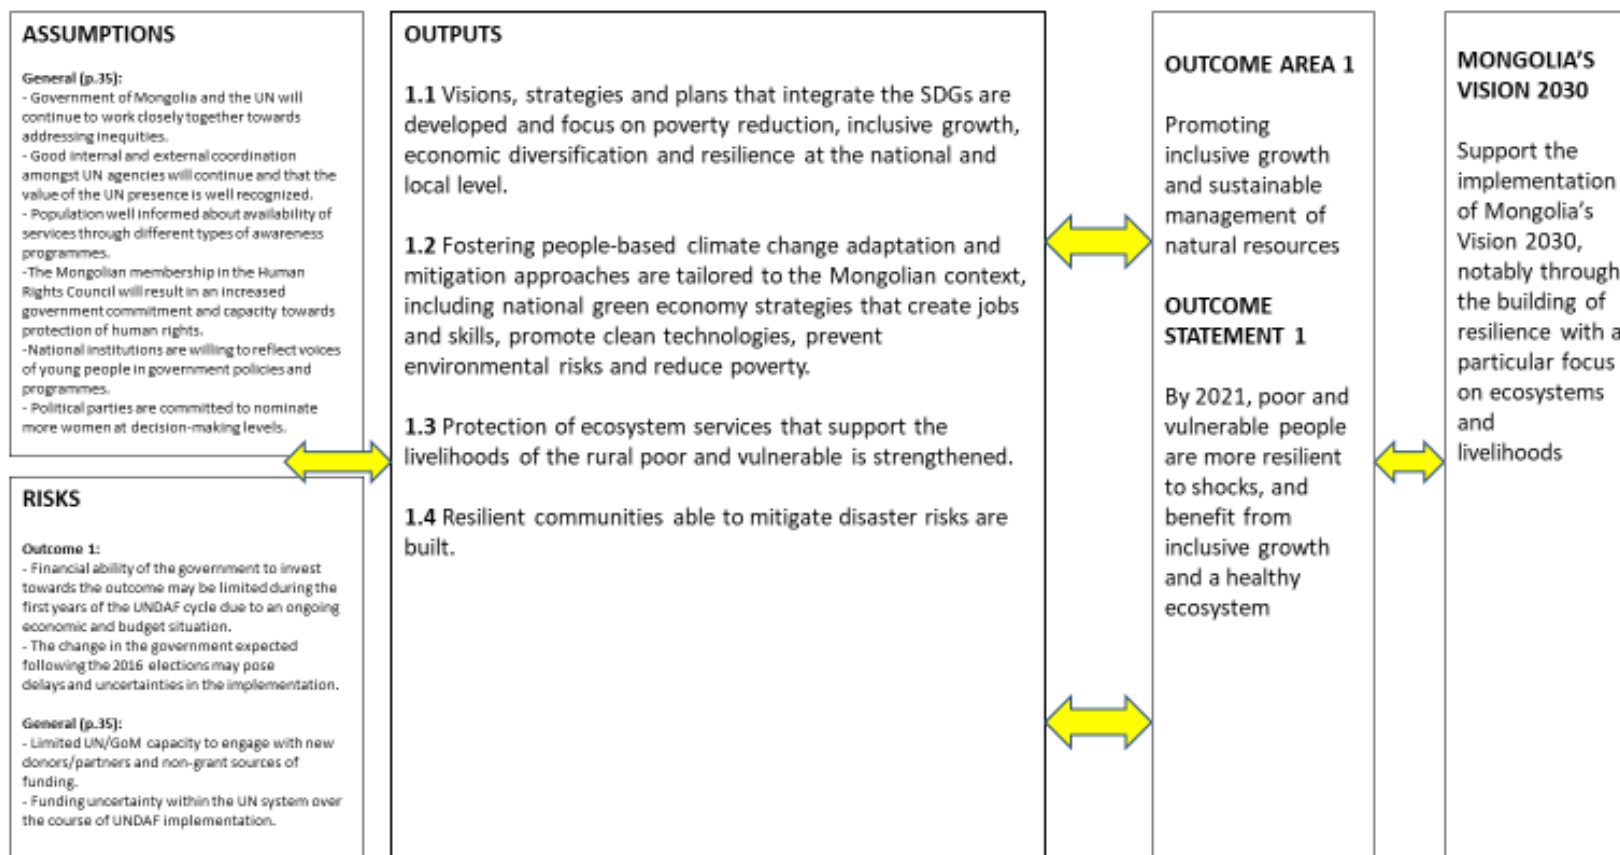 ASSUMPTIONS
General (p.35):
- Government of Mongolia and the UN will
continue to work closely together towards
addressing inequities.
- Good internal and external coordination
amongst UN agencies will continue and that the
value of the UN presence is well recognized.
- Population well informed about availability of
services through different types of awareness
programmes.
-The Mongolian membership in the Human
Rights Council will result in an increased
government commitment and capacity towards
protection of human rights.
-National institutions are willing to reflect voices
of young people in government policies and
programmes.
- Political parties are committed to nominate
more women at decision-making levels.
RISKS
Outcome 1:
- Financial ability of the government to invest
towards the outcome may be limited during the
first years of the UNDAF cycle due to an ongoing
economic and budget situation.
- The change in the government expected
following the 2016 elections may pose
delays and uncertainties in the implementation.
General (p.35):
- Limited UN/GoM capacity to engage with new
donors/partners and non-grant sources of
funding.
- Funding uncertainty within the UN system over
the course of UNDAF implementation.
OUTPUTS
1.1 Visions, strategies and plans that integrate the SDGs are
developed and focus on poverty reduction, inclusive growth,
economic diversification and resilience at the national and
local level.
1.2 Fostering people-based climate change adaptation and
mitigation approaches are tailored to the Mongolian context,
including national green economy strategies that create jobs
and skills, promote clean technologies, prevent
environmental risks and reduce poverty.
1.3 Protection of ecosystem services that support the
livelihoods of the rural poor and vulnerable is strengthened.
1.4 Resilient communities able to mitigate disaster risks are
built.
OUTCOME AREA 1
Promoting
inclusive growth
and sustainable
management of
natural resources
OUTCOME
STATEMENT 1
By 2021, poor and
vulnerable people
are more resilient
to shocks, and
benefit from
inclusive growth
and a healthy
ecosystem
MONGOLIA'S
VISION 2030
Support the
implementation
of Mongolia's
Vision 2030,
notably through
the building of
resilience with a
particular focus
on ecosystems
and
livelihoods